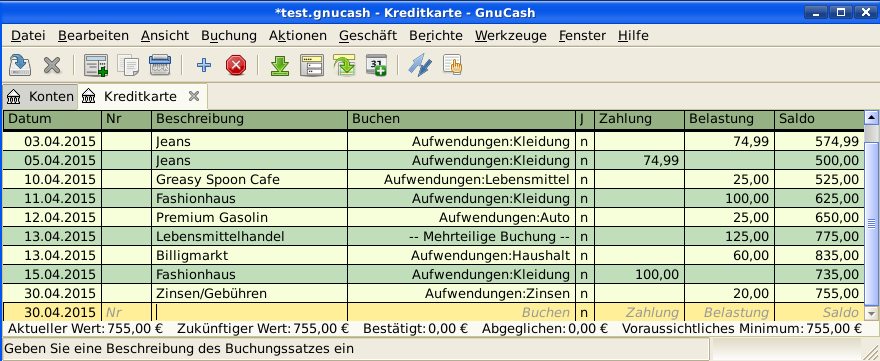 *test.gnucash - Kreditkarte - GnuCash
Datei Bearbeiten Ansicht Buchung Aktionen Geschäft Berichte Werkzeuge Fenster Hilfe
31
Konten Kreditkarte
Datum Nr Beschreibung Buchen J Zahlung Belastung Saldo
03.04.2015 Jeans Aufwendungen:Kleidung n 74,99 574,99
05.04.2015 Jeans Aufwendungen:Kleidung n 74,99 500,00
10.04.2015 Greasy Spoon Cafe Aufwendungen:Lebensmittel n 25,00 525,00
11.04.2015 Fashionhaus Aufwendungen:Kleidung n 100,00 625,00
12.04.2015 Premium Gasolin Aufwendungen:Auto n 25,00 650,00
13.04.2015 Lebensmittelhandel -- Mehrteilige Buchung -- n 125,00 775,00
13.04.2015 Billigmarkt Aufwendungen:Haushalt n 60,00 835,00
15.04.2015 Fashionhaus Aufwendungen:Kleidung n 100,00 735,00
30.04.2015 Zinsen/Gebühren Aufwendungen:Zinsen n 20,00 755,00
30.04.2015 Nr Buchen n Zahlung Belastung Saldo
Aktueller Wert: 755,00 € Zukünftiger Wert: 755,00 € Bestätigt: 0,00 € Abgeglichen: 0,00 € Voraussichtliches Minimum: 755,00 €
Geben Sie eine Beschreibung des Buchungssatzes ein